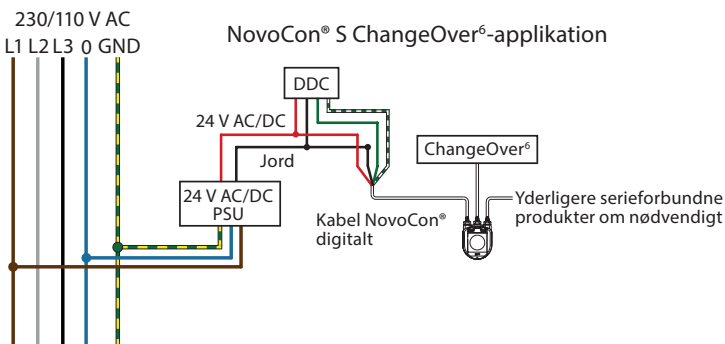 230/110 V AC
L1 L2 L3 0 GND
NovoCon® S ChangeOver⁶-applikation
DDC
24 V AC/DC
Jord
24 V AC/DC
PSU
Kabel NovoCon®
digitalt
ChangeOver⁶
Yderligere serieforbundne
produkter om nødvendigt